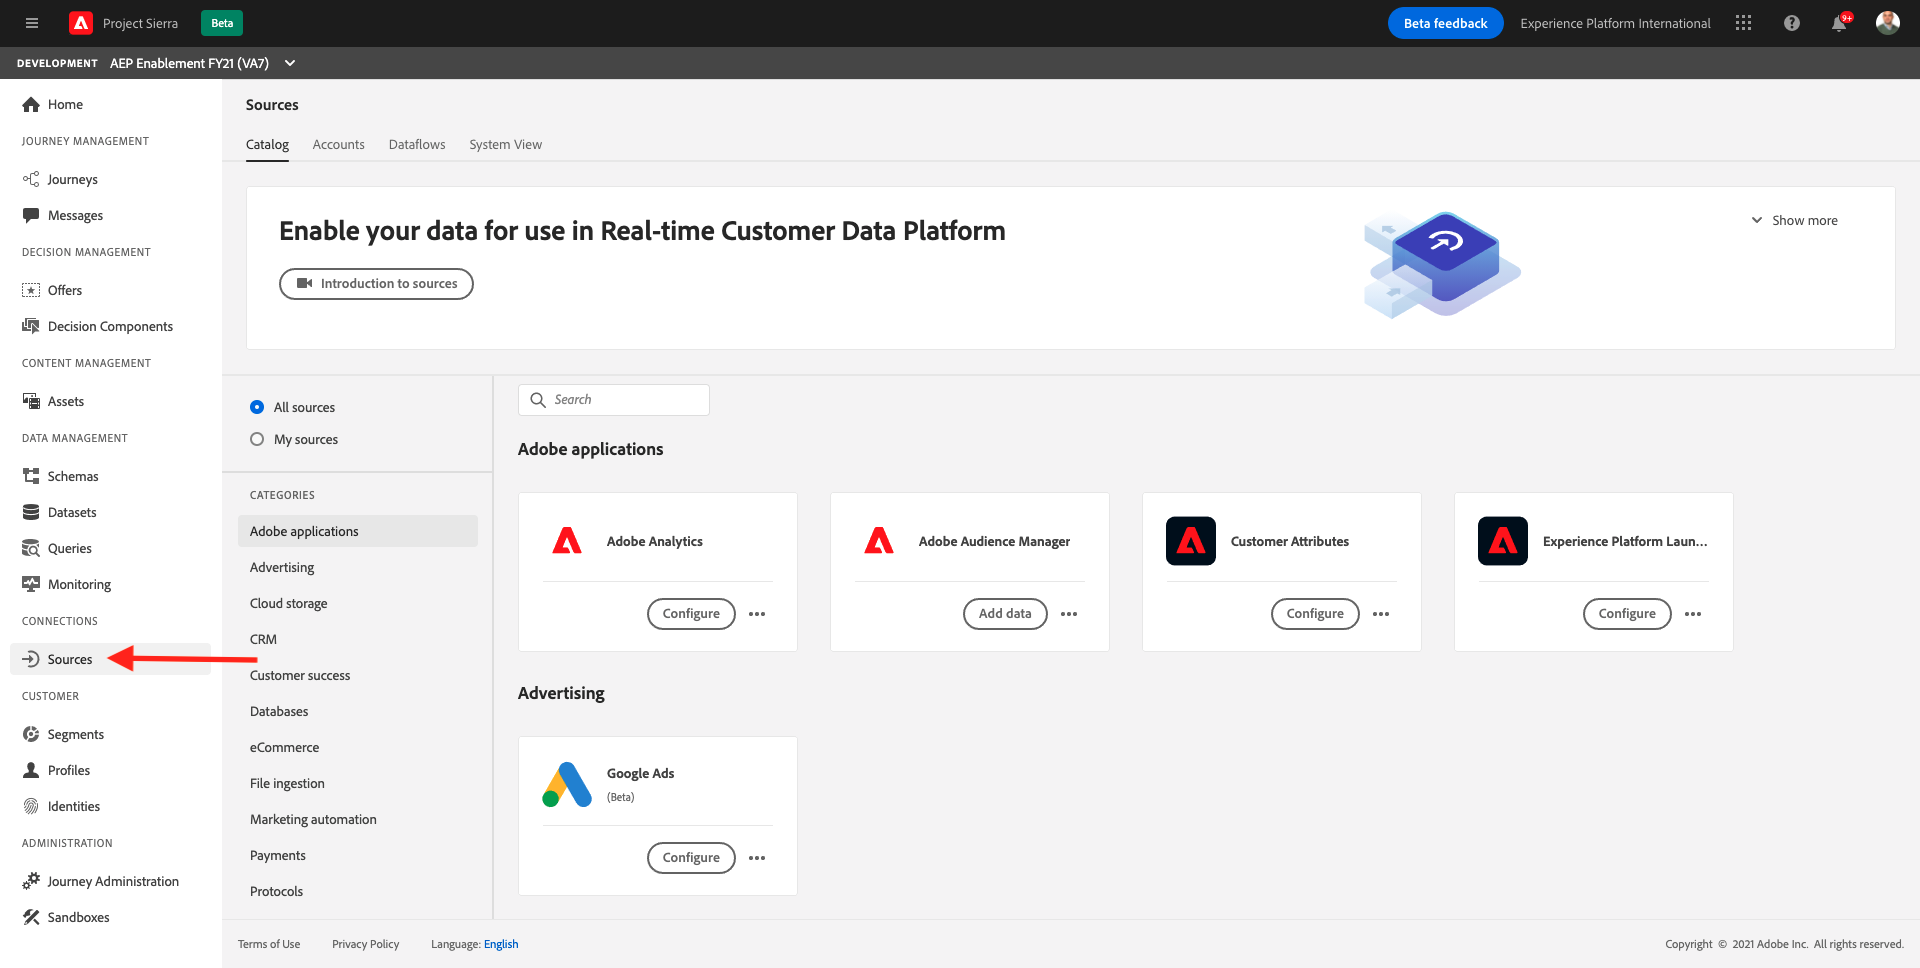 Project Sierra
Beta
Beta feedback
Experience Platform International
9+
DEVELOPMENT
AEP Enablement FY21 (VA7)
Home
JOURNEY MANAGEMENT
Journeys
Messages
DECISION MANAGEMENT
Offers
Decision Components
CONTENT MANAGEMENT
Assets
DATA MANAGEMENT
Schemas
Datasets
Queries
Monitoring
CONNECTIONS
Sources
CUSTOMER
Segments
Profiles
Identities
ADMINISTRATION
Journey Administration
Sandboxes
Sources
Catalog
Accounts
Dataflows
System View
Enable your data for use in Real-time Customer Data Platform
Introduction to sources
Show more
All sources
My sources
CATEGORIES
Adobe applications
Advertising
Cloud storage
CRM
Customer success
Databases
eCommerce
File ingestion
Marketing automation
Payments
Protocols
Search
Adobe applications
Adobe Analytics
Configure
Adobe Audience Manager
Add data
Customer Attributes
Configure
Experience Platform Laun...
Configure
Advertising
Google Ads
(Beta)
Configure
Terms of Use
Privacy Policy
Language: English
Copyright © 2021 Adobe Inc. All rights reserved.